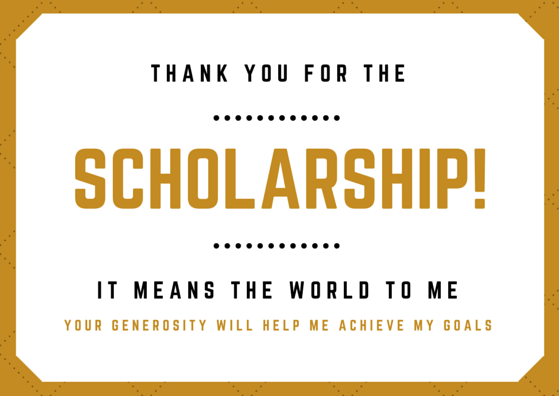 THANK YOU FOR THE
SCHOLARSHIP!
IT MEANS THE WORLD TO ME
YOUR GENEROSITY WILL HELP ME ACHIEVE MY GOALS